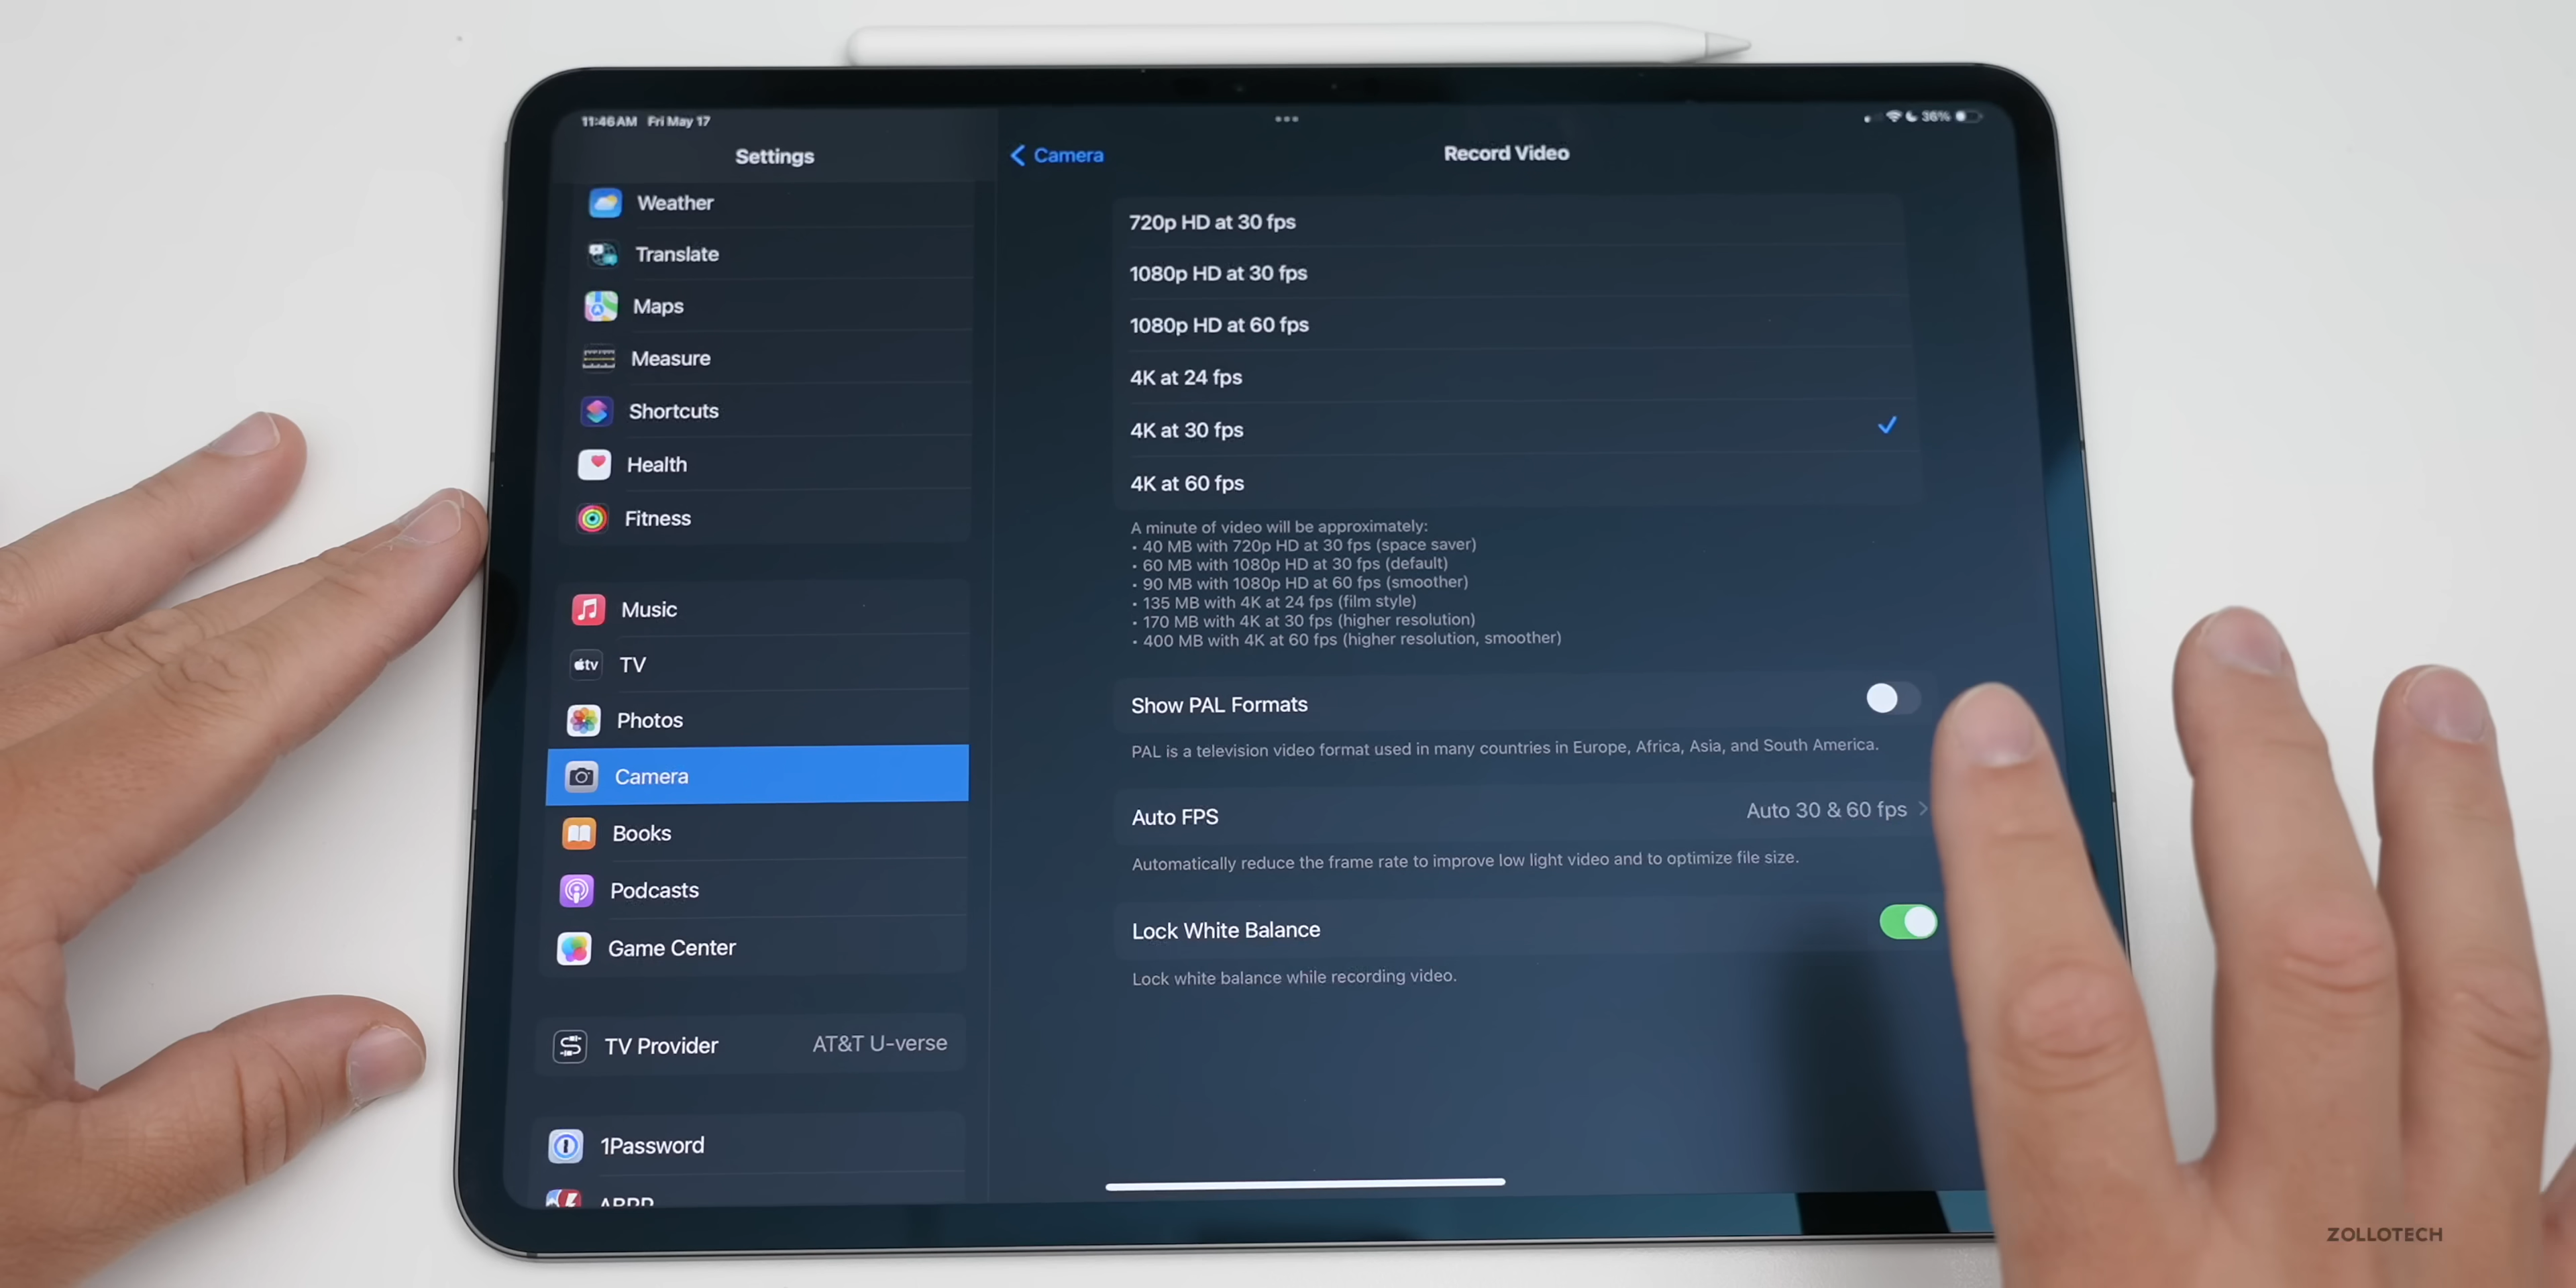 11:46 AM Fri May 17
36%
Settings
Weather
Translate
Maps
Measure
Shortcuts
Health
Fitness
Music
tv TV
Photos
Camera
Books
Podcasts
Game Center
TV Provider AT&T U-verse
1Password
ABRP
Camera
Record Video
720p HD at 30 fps
1080p HD at 30 fps
1080p HD at 60 fps
4K at 24 fps
4K at 30 fps
4K at 60 fps
A minute of video will be approximately:
• 40 MB with 720p HD at 30 fps (space saver)
• 60 MB with 1080p HD at 30 fps (default)
• 90 MB with 1080p HD at 60 fps (smoother)
• 135 MB with 4K at 24 fps (film style)
• 170 MB with 4K at 30 fps (higher resolution)
• 400 MB with 4K at 60 fps (higher resolution, smoother)
Show PAL Formats
PAL is a television video format used in many countries in Europe, Africa, Asia, and South America.
Auto FPS Auto 30 & 60 fps
Automatically reduce the frame rate to improve low light video and to optimize file size.
Lock White Balance
Lock white balance while recording video.
ZOLLOTECH